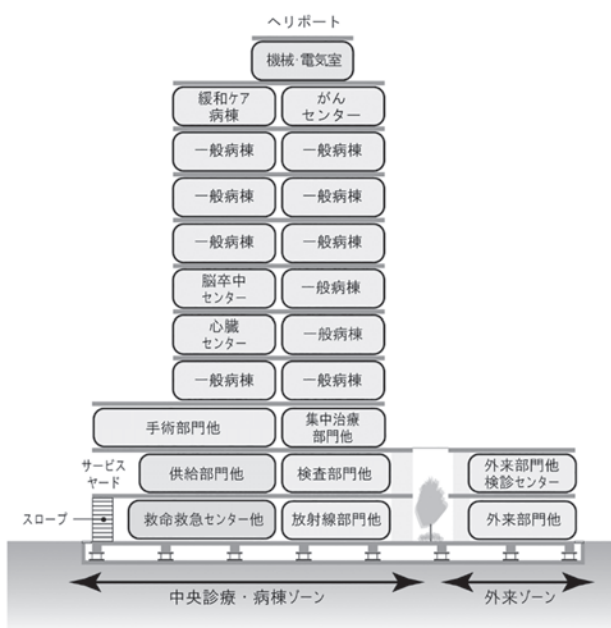 ヘリポート
機械・電気室
緩和ケア
病棟
がん
センター
一般病棟
一般病棟
一般病棟
一般病棟
一般病棟
一般病棟
脳卒中
センター
一般病棟
心臓
センター
一般病棟
一般病棟
一般病棟
手術部門他
集中治療
部門他
サービス
ヤード
供給部門他
検査部門他
外来部門他
検診センター
スロープ
救命救急センター他
放射線部門他
外来部門他
中央診療・病棟ゾーン
外来ゾーン